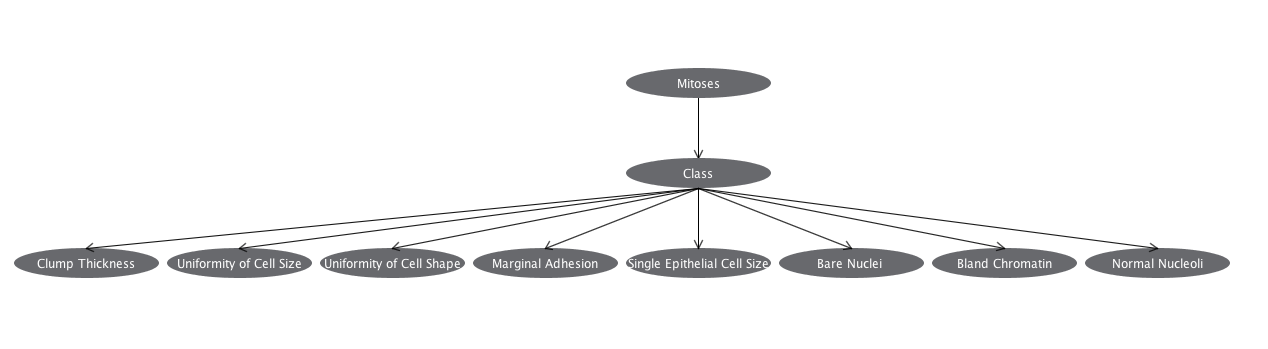 Mitoses
Class
Clump Thickness
Uniformity of Cell Size
Uniformity of Cell Shape
Marginal Adhesion
Single Epithelial Cell Size
Bare Nuclei
Bland Chromatin
Normal Nucleoli